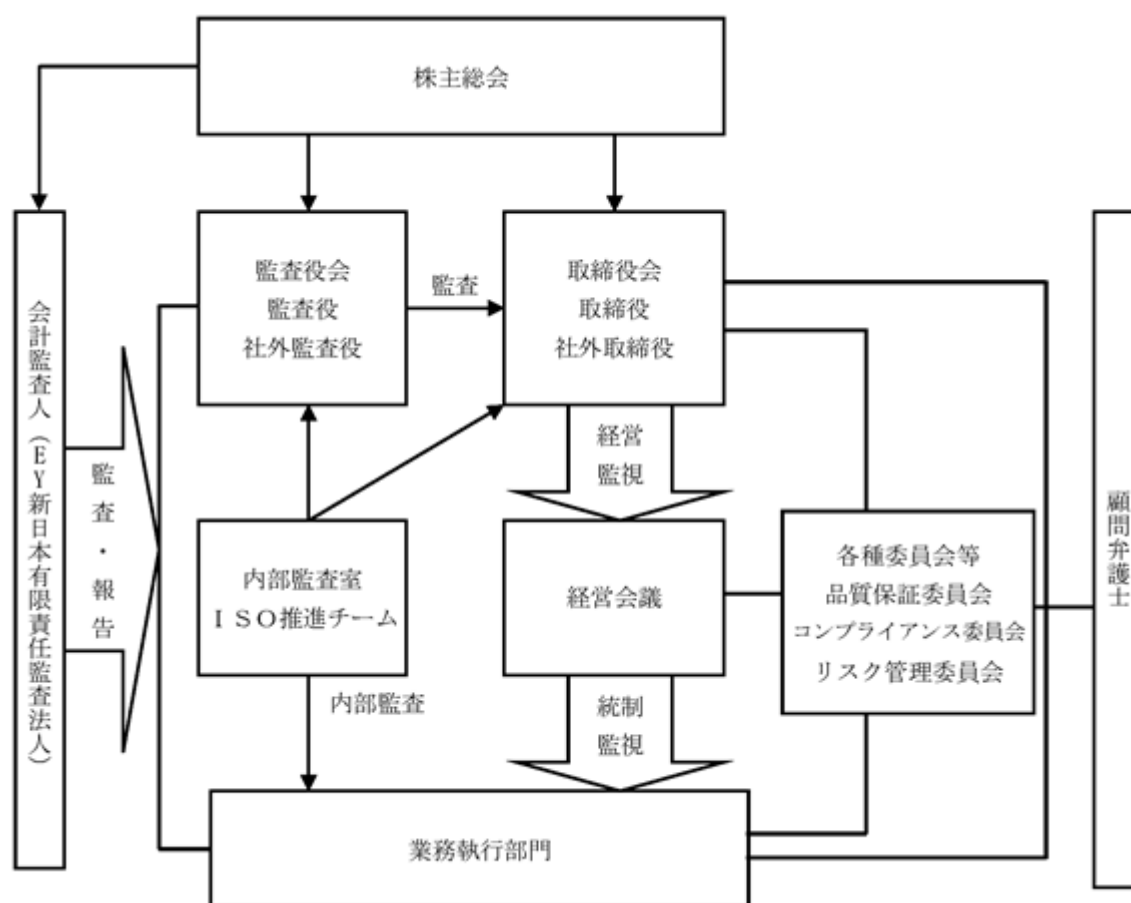 株主総会
監査役会
監査役
社外監査役
監査
取締役会
取締役
社外取締役
会計監査人（EY新日本有限責任監査法人）
監査・報告
経営
監視
内部監査室
ISO推進チーム
経営会議
各種委員会等
品質保証委員会
コンプライアンス委員会
リスク管理委員会
顧問弁護士
内部監査
統制
監視
業務執行部門